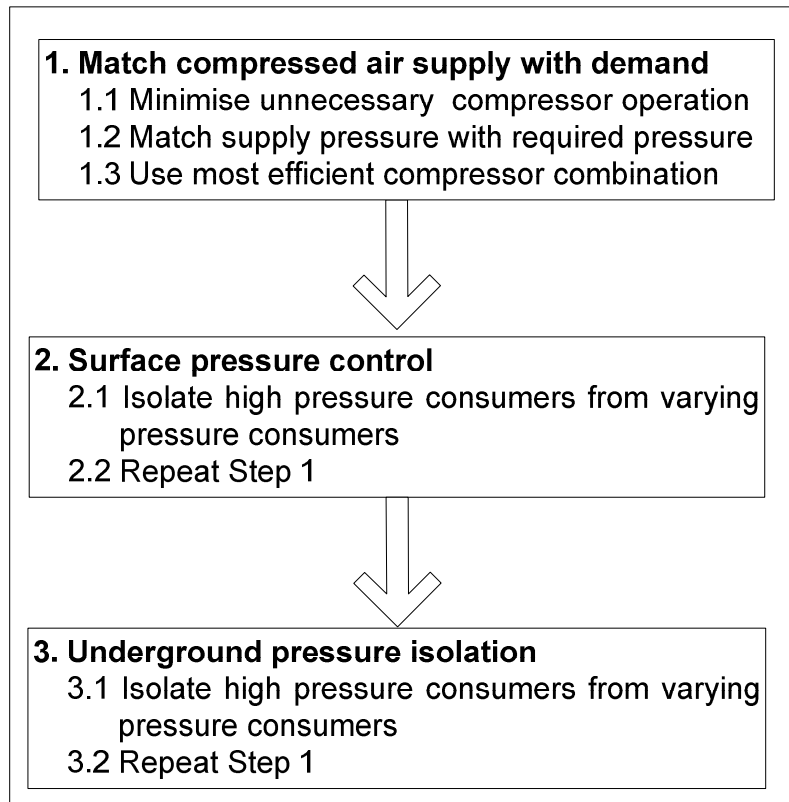 1. Match compressed air supply with demand
1.1 Minimise unnecessary compressor operation
1.2 Match supply pressure with required pressure
1.3 Use most efficient compressor combination
2. Surface pressure control
2.1 Isolate high pressure consumers from varying
pressure consumers
2.2 Repeat Step 1
3. Underground pressure isolation
3.1 Isolate high pressure consumers from varying
pressure consumers
3.2 Repeat Step 1